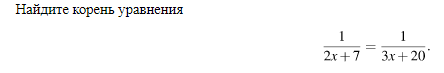 Найдите корень уравнения
1/(2x+7) = 1/(3x+20).